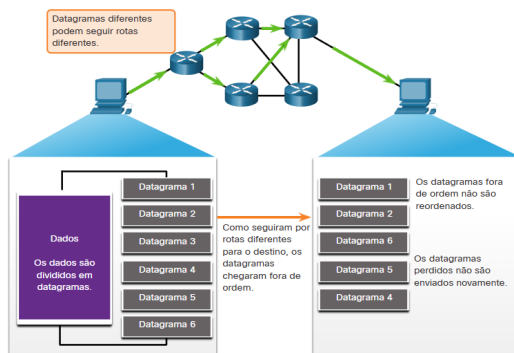 Datagramas diferentes
podem seguir rotas
diferentes.
Dados
Os dados são
divididos em
datagramas.
Datagrama 1
Datagrama 2
Datagrama 3
Datagrama 4
Datagrama 5
Datagrama 6
Como seguiram por
rotas diferentes
para o destino, os
datagramas
chegaram fora de
ordem.
Datagrama 1
Datagrama 2
Datagrama 6
Datagrama 5
Datagrama 4
Os datagramas fora
de ordem não são
reordenados.
Os datagramas
perdidos não são
enviados novamente.